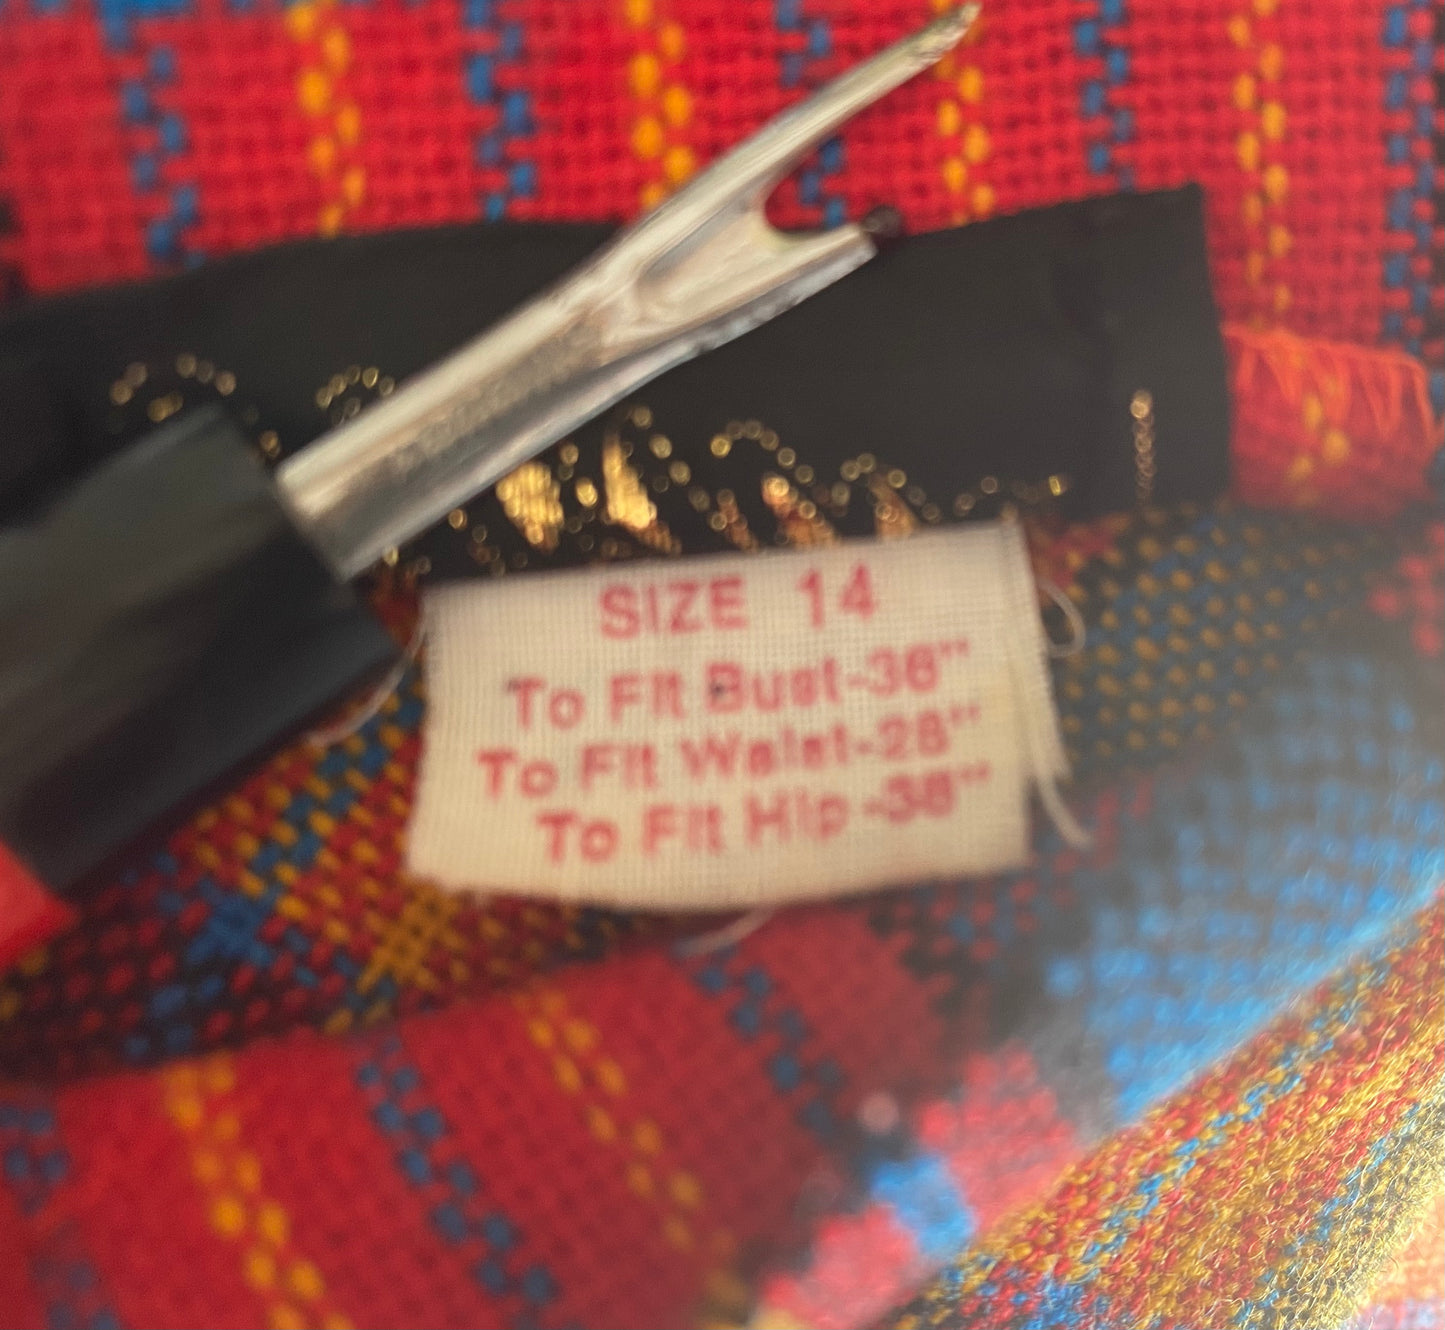 SIZE 14
To Fit Bust-36"
To Fit Waist-28"
To Fit Hip-38"